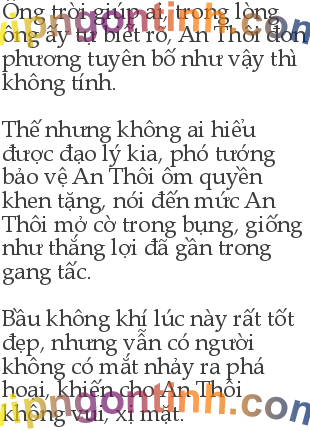 Ông trời giúp ai, trong lòng
ông ấy tự biết rõ, An Thôi đơn
phương tuyên bố như vậy thì
không tính.
Thế nhưng không ai hiểu
được đạo lý kia, phó tướng
bảo vệ An Thôi ôm quyền
khen tặng, nói đến mức An
Thôi mở cờ trong bụng, giống
như thắng lợi đã gần trong
gang tấc.
Bầu không khí lúc này rất tốt
đẹp, nhưng vẫn có người
không có mắt nhảy ra phá
hoại, khiến cho An Thôi
không vui, xị mặt.
vipngontinh.com
vipngontinh.com